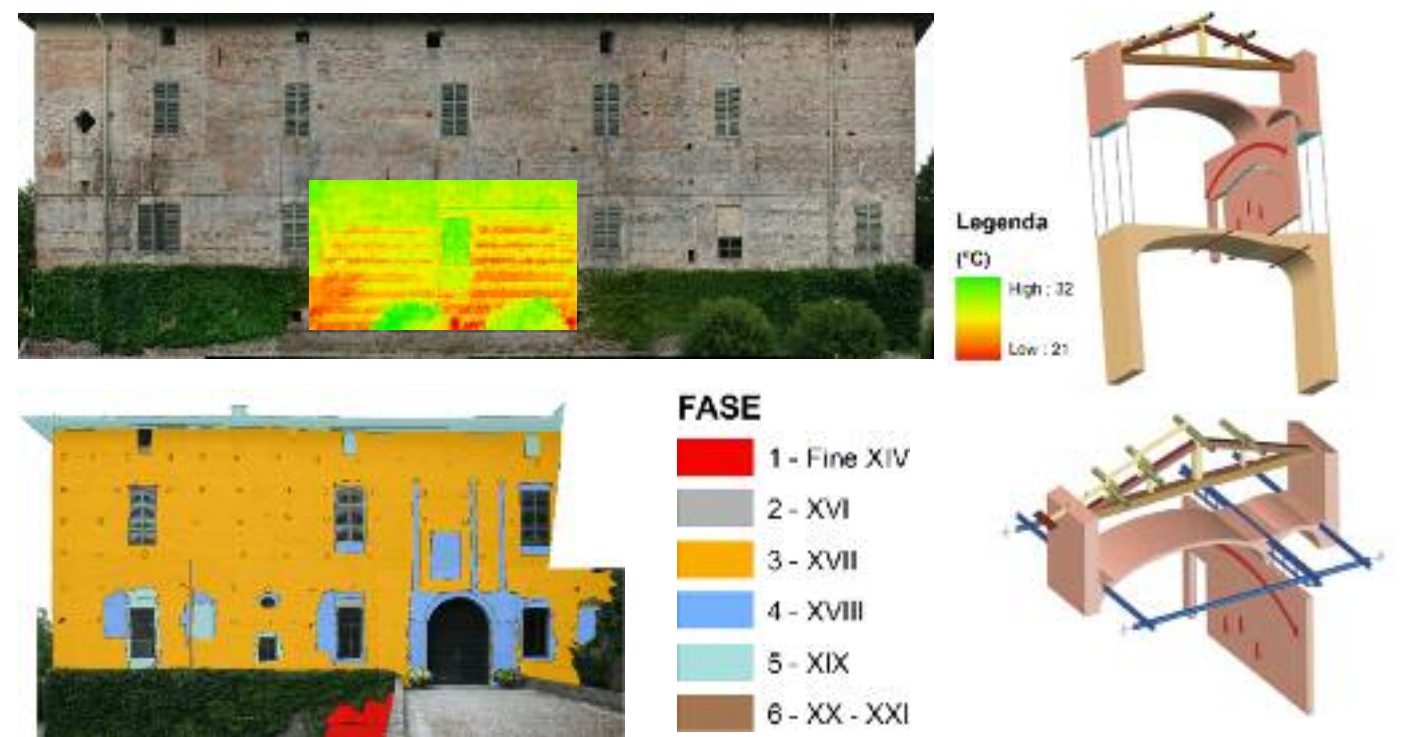 Legenda
(°C)
High : 32
Low : 21
FASE
1 - Fine XIV
2 - XVI
3 - XVII
4 - XVIII
5 - XIX
6 - XX - XXI